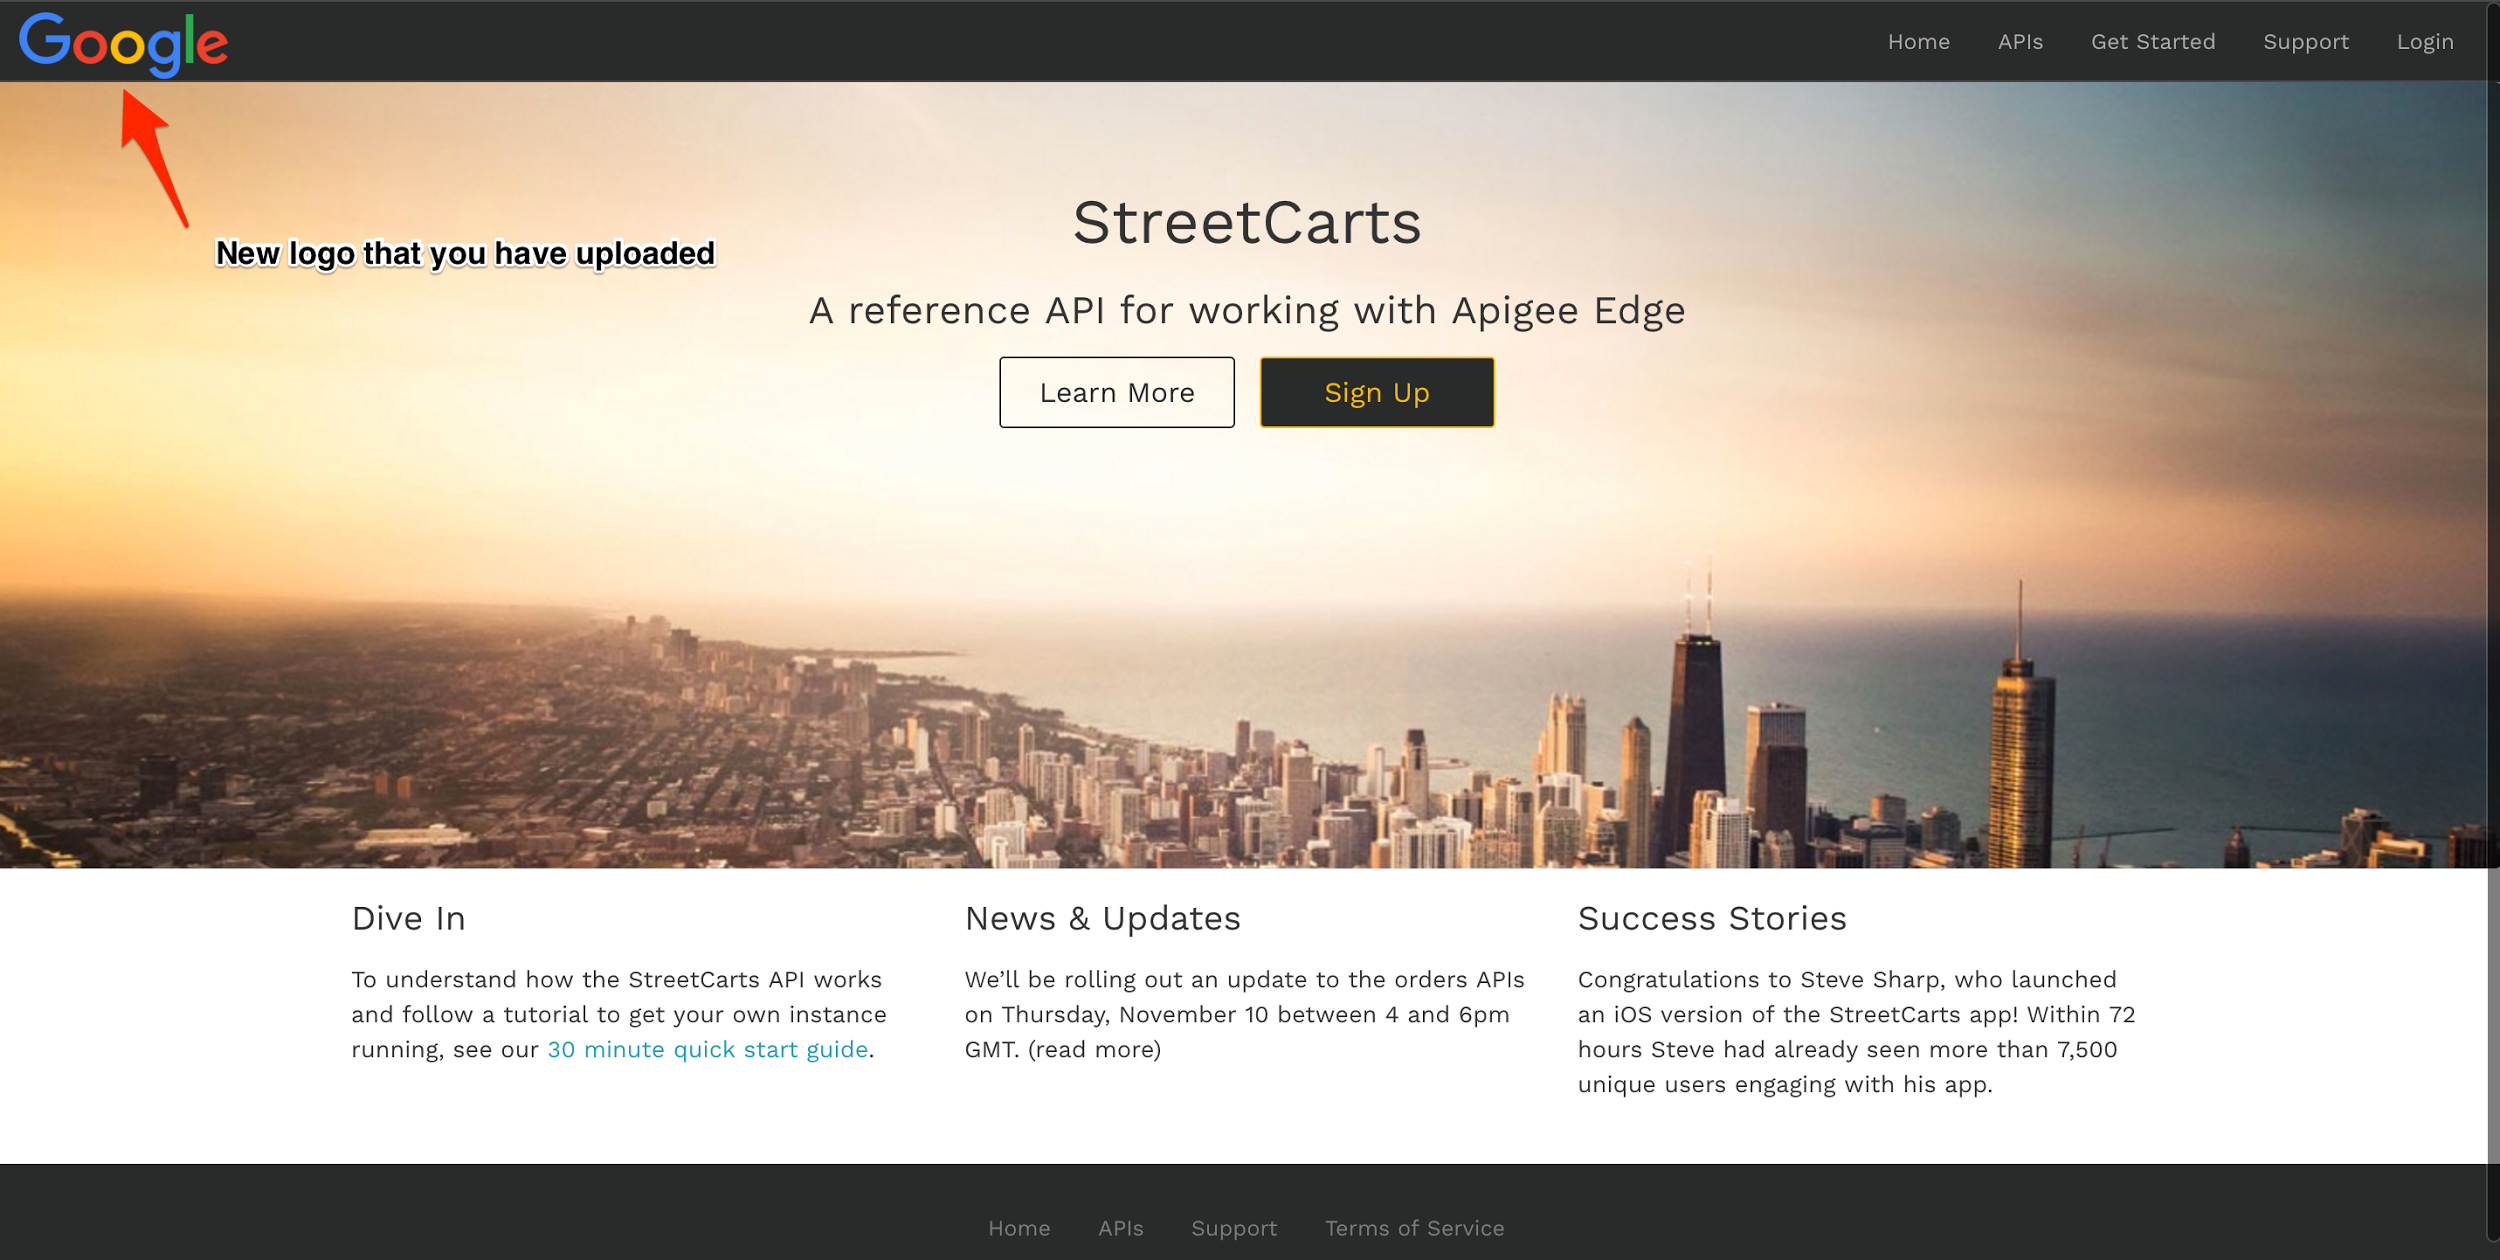 Google
Home APIs Get Started Support Login
New logo that you have uploaded
StreetCarts
A reference API for working with Apigee Edge
Learn More Sign Up
Dive In
To understand how the StreetCarts API works
and follow a tutorial to get your own instance
running, see our 30 minute quick start guide.
News & Updates
We’ll be rolling out an update to the orders APIs
on Thursday, November 10 between 4 and 6pm
GMT. (read more)
Success Stories
Congratulations to Steve Sharp, who launched
an iOS version of the StreetCarts app! Within 72
hours Steve had already seen more than 7,500
unique users engaging with his app.
Home APIs Support Terms of Service